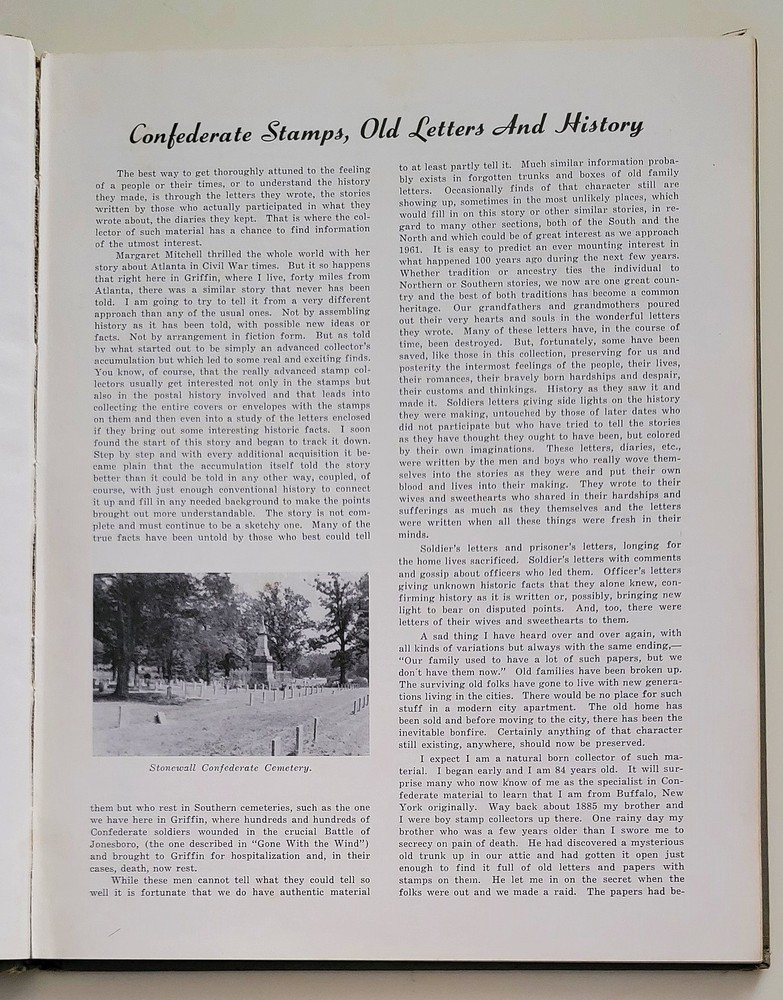 Confederate Stamps, Old Letters And History
The best way to get thoroughly attuned to the feeling
of a people or their times, or to understand the history
they made, is through the letters they wrote, the stories
written by those who actually participated in what they
wrote about, the diaries they kept. That is where the col-
lector of such material has a chance to find information
of the utmost interest.
Margaret Mitchell thrilled the whole world with her
story about Atlanta in Civil War times. But it so happens
that right here in Griffin, where I live, forty miles from
Atlanta, there was a similar story that never has been
told. I am going to try to tell it from a very different
approach than any of the usual ones. Not by assembling
history as it has been told, with possible new ideas or
facts. Not by arrangement in fiction form. But as told
by what started out to be simply an advanced collector's
accumulation but which led to some real and exciting finds.
You know, of course, that the really advanced stamp col-
lectors usually get interested not only in the stamps but
also in the postal history involved and that leads into
collecting the entire covers or envelopes with the stamps
on them and then even into a study of the letters enclosed
if they bring out some interesting historic facts. I soon
found the start of this story and began to track it down.
Step by step and with every additional acquisition it be-
came plain that the accumulation itself told the story
better than it could be told in any other way, coupled, of
course, with just enough conventional history to connect
it up and fill in any needed background to make the points
brought out more understandable. The story is not com-
plete and must continue to be a sketchy one. Many of the
true facts have been untold by those who best could tell
Stonewall Confederate Cemetery.
them but who rest in Southern cemeteries, such as the one
we have here in Griffin, where hundreds and hundreds of
Confederate soldiers wounded in the crucial Battle of
Jonesboro, (the one described in "Gone With the Wind")
and brought to Griffin for hospitalization and, in their
cases, death, now rest.
While these men cannot tell what they could tell so
well it is fortunate that we do have authentic material
to at least partly tell it. Much similar information proba-
bly exists in forgotten trunks and boxes of old family
letters. Occasionally finds of that character still are
showing up, sometimes in the most unlikely places, which
would fill in on this story or other similar stories, in re-
gard to many other sections, both of the South and the
North and which could be of great interest as we approach
1961. It is easy to predict an ever mounting interest in
what happened 100 years ago during the next few years.
Whether tradition or ancestry ties the individual to
Northern or Southern stories, we now are one great coun-
try and the best of both traditions has become a common
heritage. Our grandfathers and grandmothers poured
out their very hearts and souls in the wonderful letters
they wrote. Many of these letters have, in the course of
time, been destroyed. But, fortunately, some have been
saved, like those in this collection, preserving for us and
posterity the intermost feelings of the people, their lives,
their romances, their bravely born hardships and despair,
their customs and thinkings. History as they saw it and
made it. Soldiers letters giving side lights on the history
they were making, untouched by those of later dates who
did not participate but who have tried to tell the stories
as they have thought they ought to have been, but colored
by their own imaginations. These letters, diaries, etc.,
were written by the men and boys who really wove them-
selves into the stories as they were and put their own
blood and lives into their making. They wrote to their
wives and sweethearts who shared in their hardships and
sufferings as much as they themselves and the letters
were written when all these things were fresh in their
minds.
Soldier's letters and prisoner's letters, longing for
the home lives sacrificed. Soldier's letters with comments
and gossip about officers who led them. Officer's letters
giving unknown historic facts that they alone knew, con-
firming history as it is written or, possibly, bringing new
light to bear on disputed points. And, too, there were
letters of their wives and sweethearts to them.
A sad thing I have heard over and over again, with
all kinds of variations but always with the same ending,—
"Our family used to have a lot of such papers, but we
don't have them now." Old families have been broken up.
The surviving old folks have gone to live with new genera-
tions living in the cities. There would be no place for such
stuff in a modern city apartment. The old home has
been sold and before moving to the city, there has been the
inevitable bonfire. Certainly anything of that character
still existing, anywhere, should now be preserved.
I expect I am a natural born collector of such ma-
terial. I began early and I am 84 years old. It will sur-
prise many who now know of me as the specialist in Con-
federate material to learn that I am from Buffalo, New
York originally. Way back about 1885 my brother and
I were boy stamp collectors up there. One rainy day my
brother who was a few years older than I swore me to
secrecy on pain of death. He had discovered a mysterious
old trunk up in our attic and had gotten it open just
enough to find it full of old letters and papers with
stamps on them. He let me in on the secret when the
folks were out and we made a raid. The papers had be-